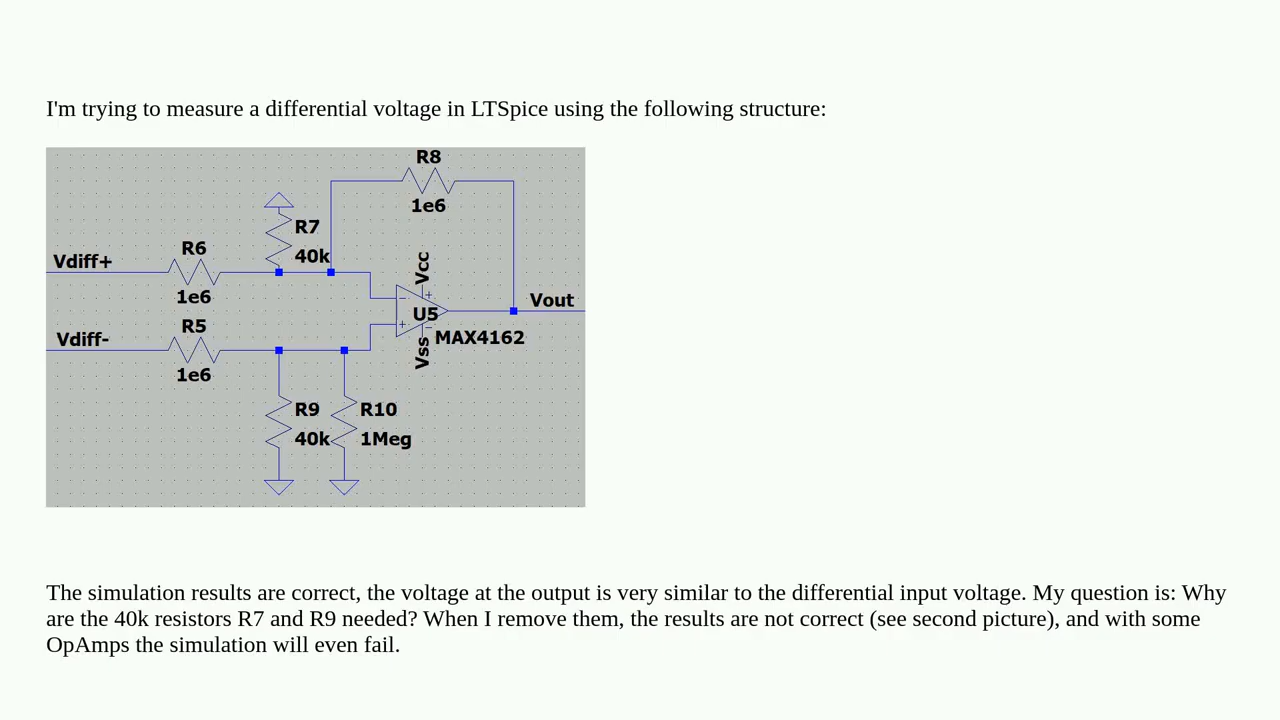 I'm trying to measure a differential voltage in LTSpice using the following structure:
R8
1e6
R7
40k
Vdiff+
R6
1e6
Vcc
Vout
U5
MAX4162
Vss
Vdiff-
R5
1e6
R9
40k
R10
1Meg
The simulation results are correct, the voltage at the output is very similar to the differential input voltage. My question is: Why
are the 40k resistors R7 and R9 needed? When I remove them, the results are not correct (see second picture), and with some
OpAmps the simulation will even fail.